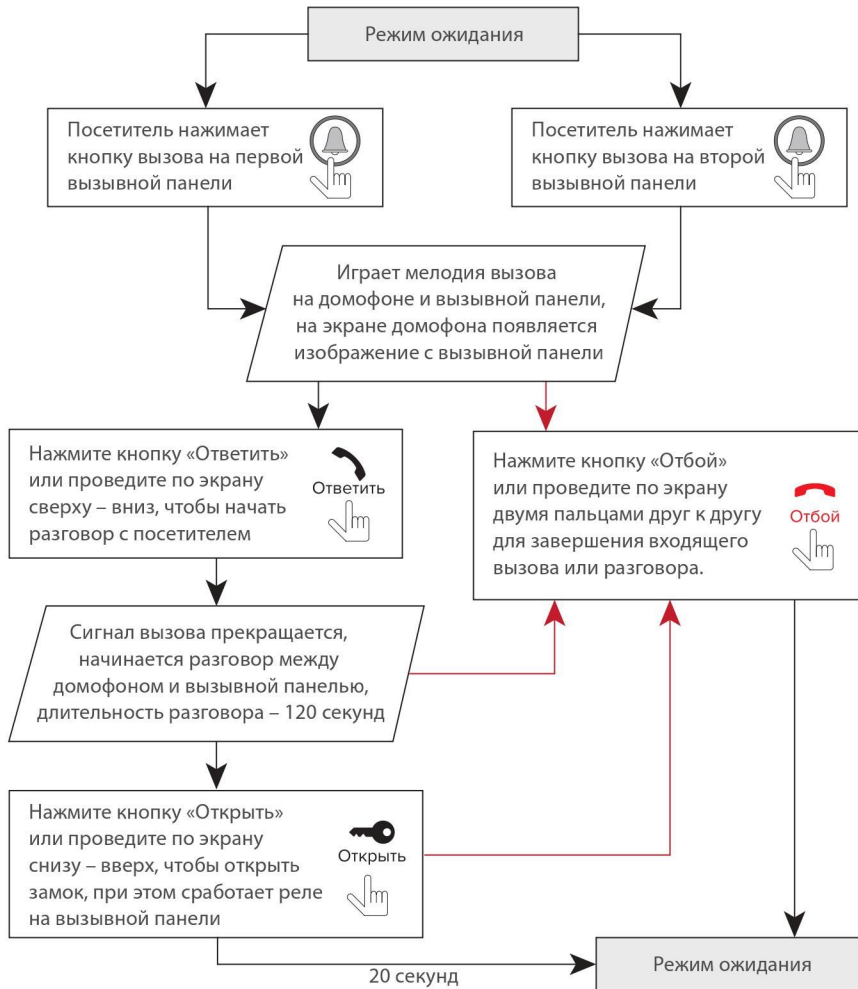 Режим ожидания
Посетитель нажимает
кнопку вызова на первой
вызывной панели
Посетитель нажимает
кнопку вызова на второй
вызывной панели
Играет мелодия вызова
на домофоне и вызывной панели,
на экране домофона появляется
изображение с вызывной панели
Нажмите кнопку «Ответить»
или проведите по экрану
сверху – вниз, чтобы начать
разговор с посетителем
Ответить
Нажмите кнопку «Отбой»
или проведите по экрану
двумя пальцами друг к другу
для завершения входящего
вызова или разговора.
Отбой
Сигнал вызова прекращается,
начинается разговор между
домофоном и вызывной панелью,
длительность разговора – 120 секунд
Нажмите кнопку «Открыть»
или проведите по экрану
снизу – вверх, чтобы открыть
замок, при этом сработает реле
на вызывной панели
Открыть
20 секунд
Режим ожидания